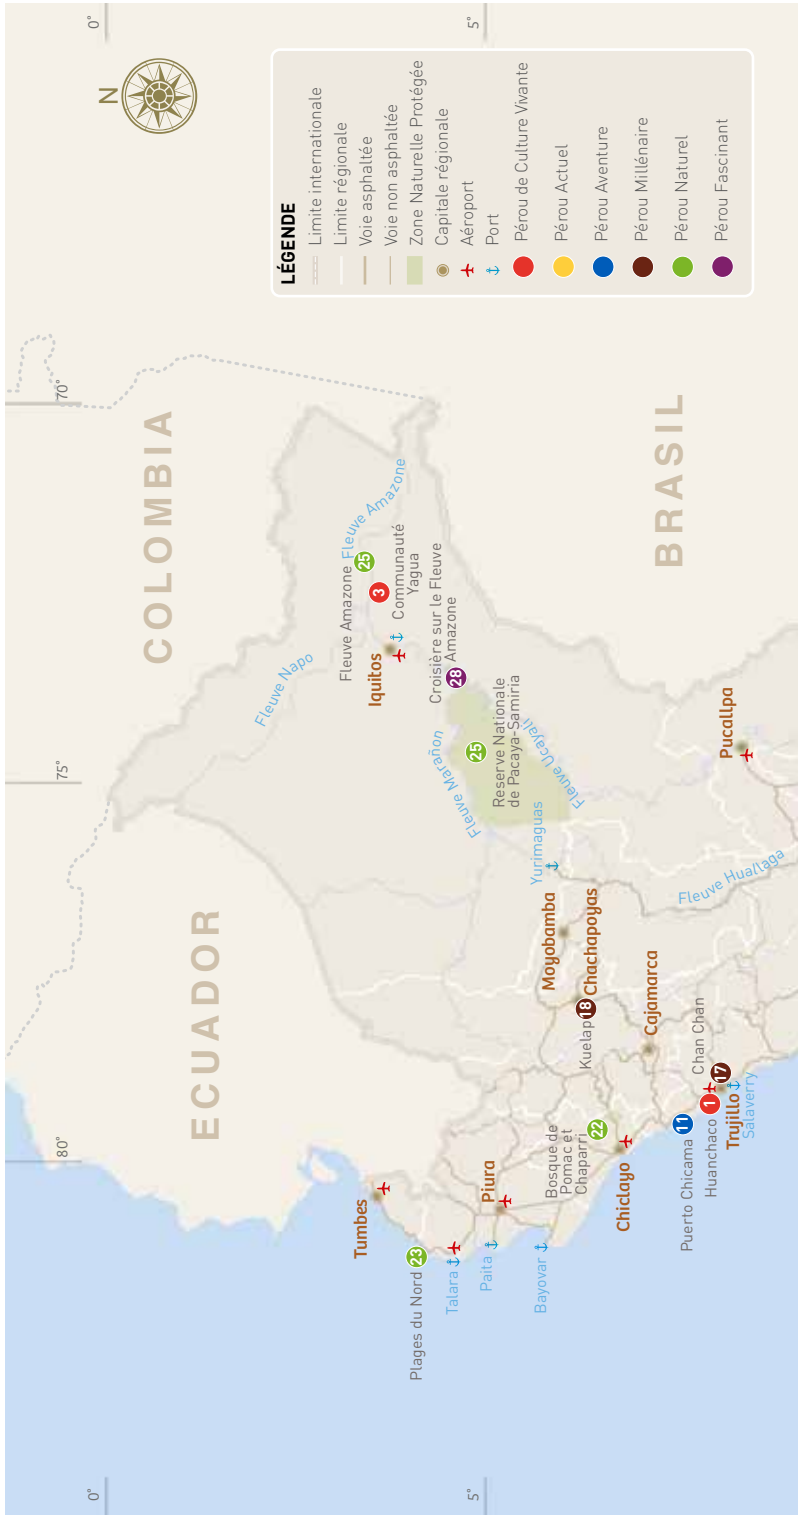 0°
5°
N
LÉGENDE
Limite internationale
Limite régionale
Voie asphaltée
Voie non asphaltée
Zone Naturelle Protégée
Capitale régionale
Aéroport
Port
Pérou de Culture Vivante
Pérou Actuel
Pérou Aventure
Pérou Millénaire
Pérou Naturel
Pérou Fascinant
70°
75°
80°
COLOMBIA
ECUADOR
BRASIL
Fleuve Napo
Fleuve Amazone
Fleuve Amazone
25
3
Communauté
Yagua
Iquitos
Croisière sur le Fleuve
Amazone
28
Fleuve Marañon
25
Reserve Nationale
de Pacaya-Samiria
Fleuve Ucayali
Yurimaguas
Pucallpa
Fleuve Huallaga
Moyobamba
Chachapoyas
Kuelap
18
Cajamarca
Chan Chan
17
Tumbes
Plages du Nord
23
Talara
Paita
Piura
Bayovar
Bosque de
Pomac et
Chaparri
22
Chiclayo
Puerto Chicama
11
Huanchaco
1
Trujillo
Salaverry
0°
5°